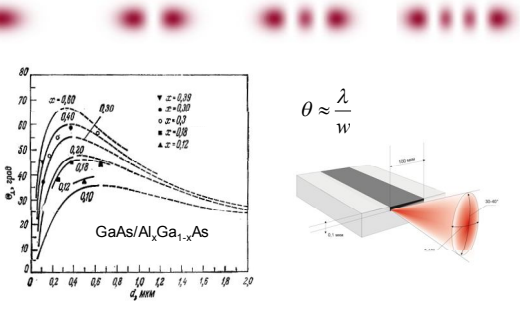 80
70
60
50
40
30
20
10
0
Θ⊥, град
x=0,60
0,40
0,30
0,20
0,18
0,12
0,10
▼ x=0,39
● x=0,30
○ x=0,3
■ x=0,18
■ x=0,12
GaAs/AlxGa1-xAs
0 0,2 0,4 0,6 0,8 1,0 1,2 1,4 1,6 1,8 2,0
d, мкм
θ ≈ λ/w
100 мкм
30-40°
0.1 мкм